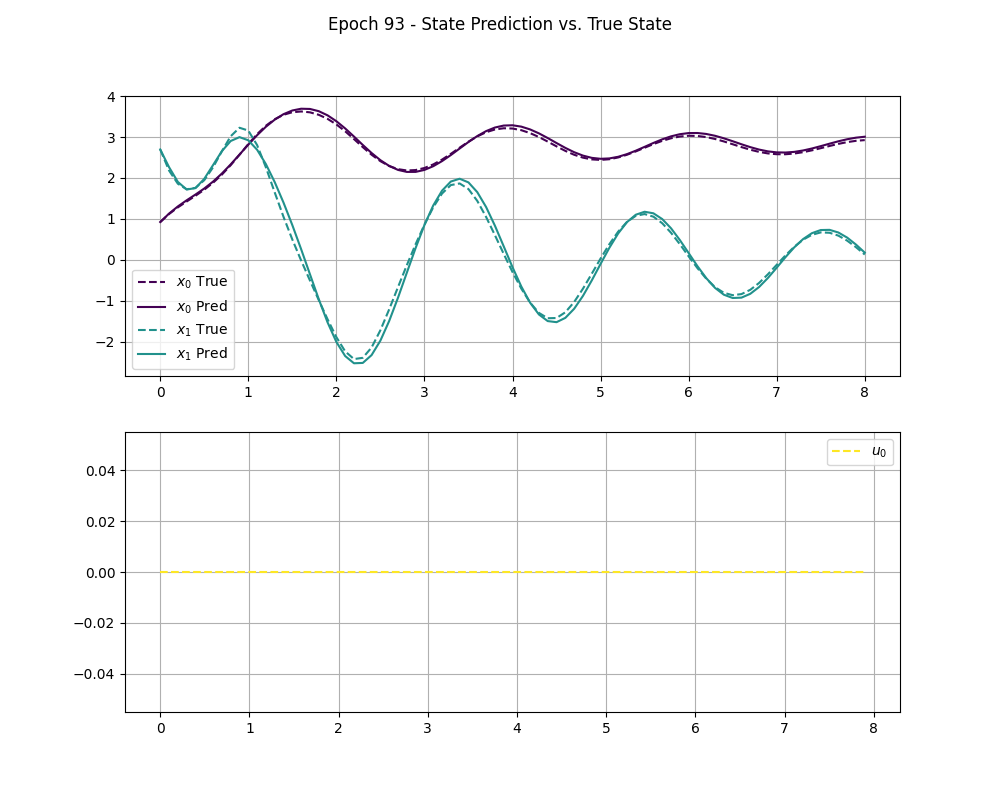 Epoch 93 - State Prediction vs. True State
4
3
2
1
0
−1
−2
x₀ True
x₀ Pred
x₁ True
x₁ Pred
0 1 2 3 4 5 6 7 8
0.04
0.02
0.00
−0.02
−0.04
u₀
0 1 2 3 4 5 6 7 8